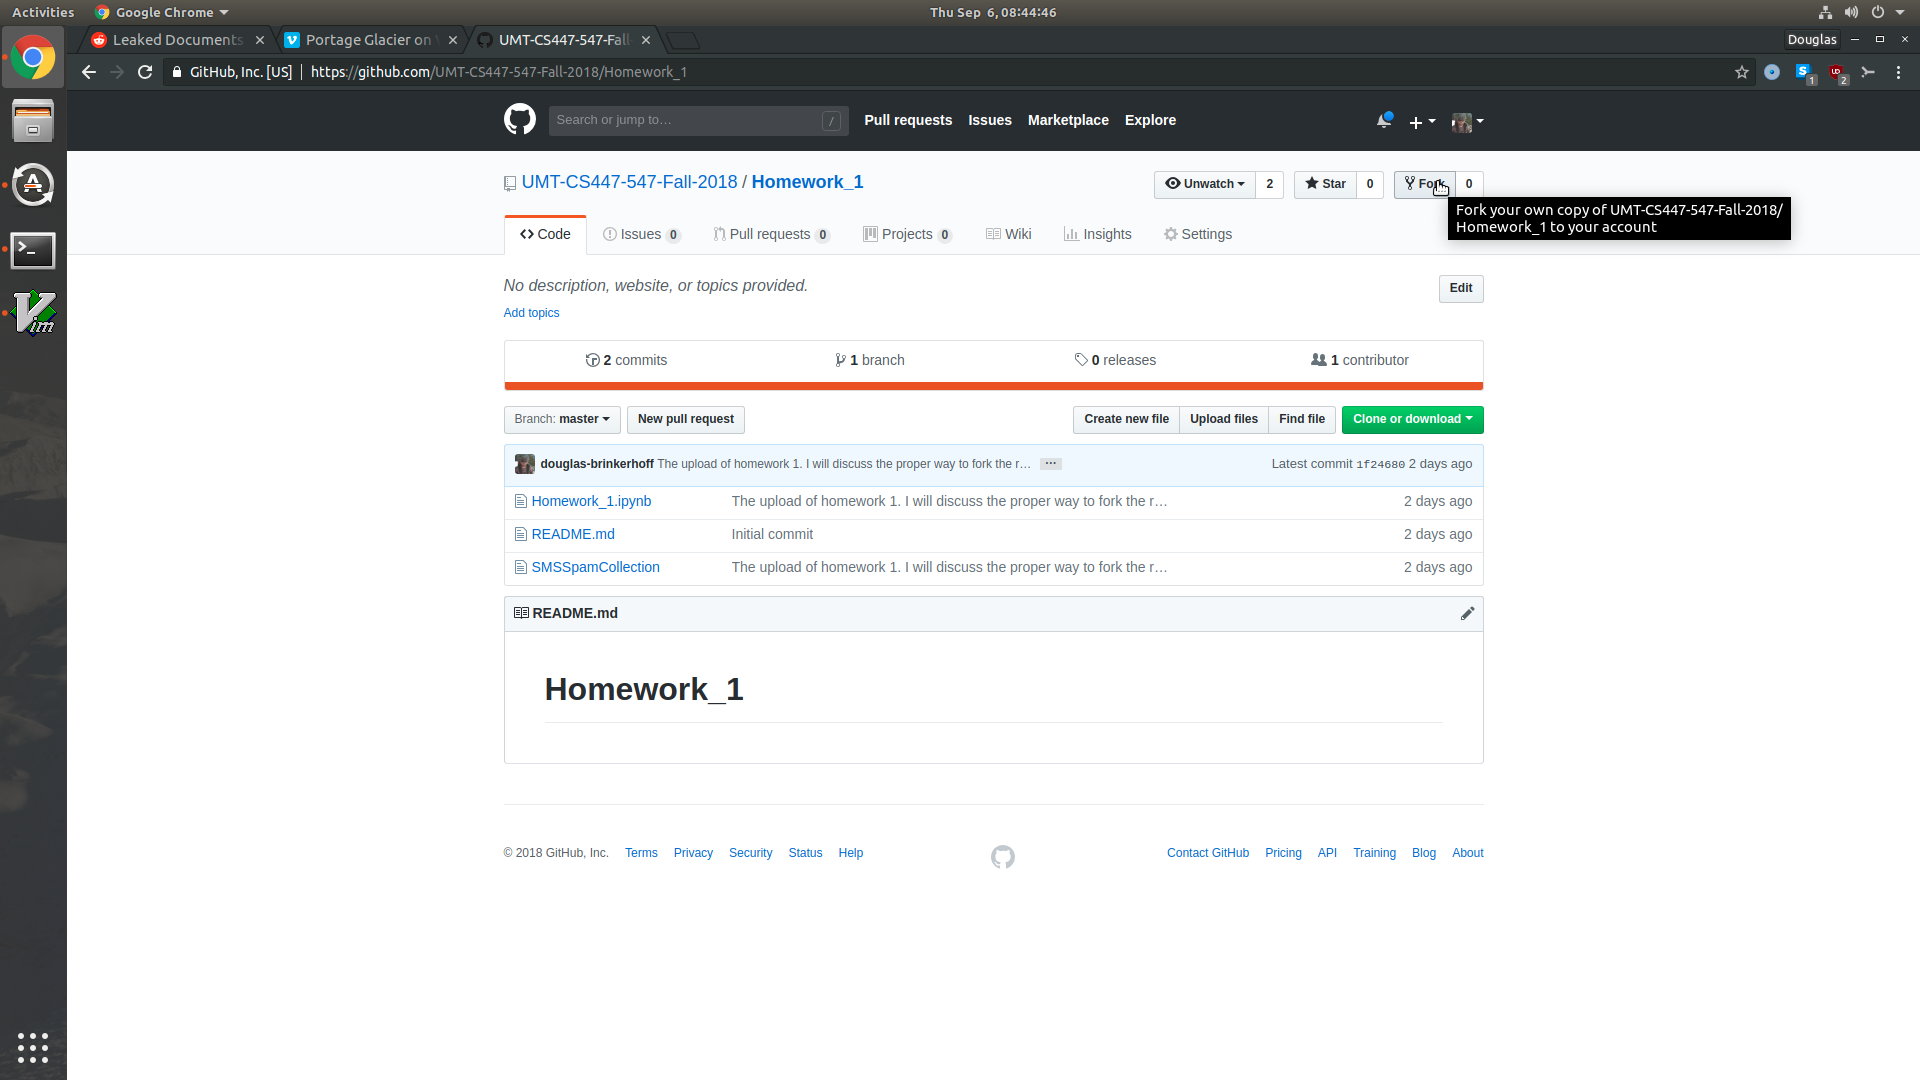 Activities Google Chrome Thu Sep 6, 08:44:46
Leaked Documents Portage Glacier on UMT-CS447-547-Fall Douglas
GitHub, Inc. [US] https://github.com/UMT-CS447-547-Fall-2018/Homework_1 1 2
Search or jump to… / Pull requests Issues Marketplace Explore
UMT-CS447-547-Fall-2018 / Homework_1 Unwatch 2 Star 0 Fork 0
Fork your own copy of UMT-CS447-547-Fall-2018/
Homework_1 to your account
Code Issues 0 Pull requests 0 Projects 0 Wiki Insights Settings
No description, website, or topics provided. Edit
Add topics
2 commits 1 branch 0 releases 1 contributor
Branch: master New pull request Create new file Upload files Find file Clone or download
douglas-brinkerhoff The upload of homework 1. I will discuss the proper way to fork the r… … Latest commit 1f24680 2 days ago
Homework_1.ipynb The upload of homework 1. I will discuss the proper way to fork the r… 2 days ago
README.md Initial commit 2 days ago
SMSSpamCollection The upload of homework 1. I will discuss the proper way to fork the r… 2 days ago
README.md
Homework_1
© 2018 GitHub, Inc. Terms Privacy Security Status Help Contact GitHub Pricing API Training Blog About